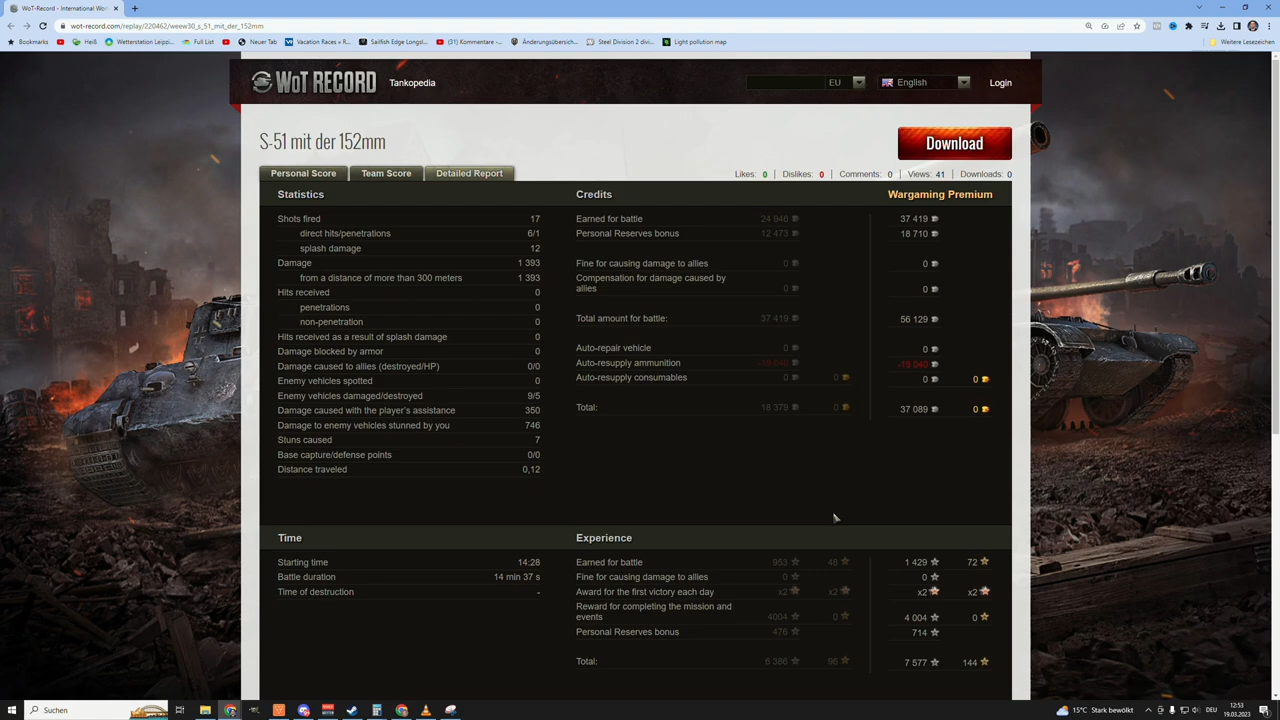 WoT-Record - International Wor
wot-record.com/replay/220462/weew30_s_51_mit_der_152mm
Bookmarks
Heiß
Wetterstation Leipzi...
Full List
Neuer Tab
Vacation Races » R...
Sailfish Edge Longsl...
(31) Kommentare -...
Änderungsübersich...
Steel Division 2 divi...
Light pollution map
Weitere Lesezeichen
WoT RECORD
Tankopedia
EU
English
Login
S-51 mit der 152mm
Download
Personal Score Team Score Detailed Report
Likes: 0 | Dislikes: 0 | Comments: 0 | Views: 41 | Downloads: 0
Statistics
Shots fired 17
direct hits/penetrations 6/1
splash damage 12
Damage 1 393
from a distance of more than 300 meters 1 393
Hits received 0
penetrations 0
non-penetration 0
Hits received as a result of splash damage 0
Damage blocked by armor 0
Damage caused to allies (destroyed/HP) 0/0
Enemy vehicles spotted 0
Enemy vehicles damaged/destroyed 9/5
Damage caused with the player's assistance 350
Damage to enemy vehicles stunned by you 746
Stuns caused 7
Base capture/defense points 0/0
Distance traveled 0,12
Credits Wargaming Premium
Earned for battle 24 946 37 419
Personal Reserves bonus 12 473 18 710
Fine for causing damage to allies 0 0
Compensation for damage caused by
allies 0 0
Total amount for battle: 37 419 56 129
Auto-repair vehicle 0 0
Auto-resupply ammunition -19 040 -19 040
Auto-resupply consumables 0 0 0 0
Total: 18 379 0 37 089 0
Time
Starting time 14:28
Battle duration 14 min 37 s
Time of destruction -
Experience
Earned for battle 953 48 1 429 72
Fine for causing damage to allies 0 0
Award for the first victory each day x2 x2 x2 x2
Reward for completing the mission and
events 4004 0 4 004 0
Personal Reserves bonus 476 714
Total: 6 386 96 7 577 144
Suchen
15°C Stark bewölkt
DEU
12:53
19.03.2023